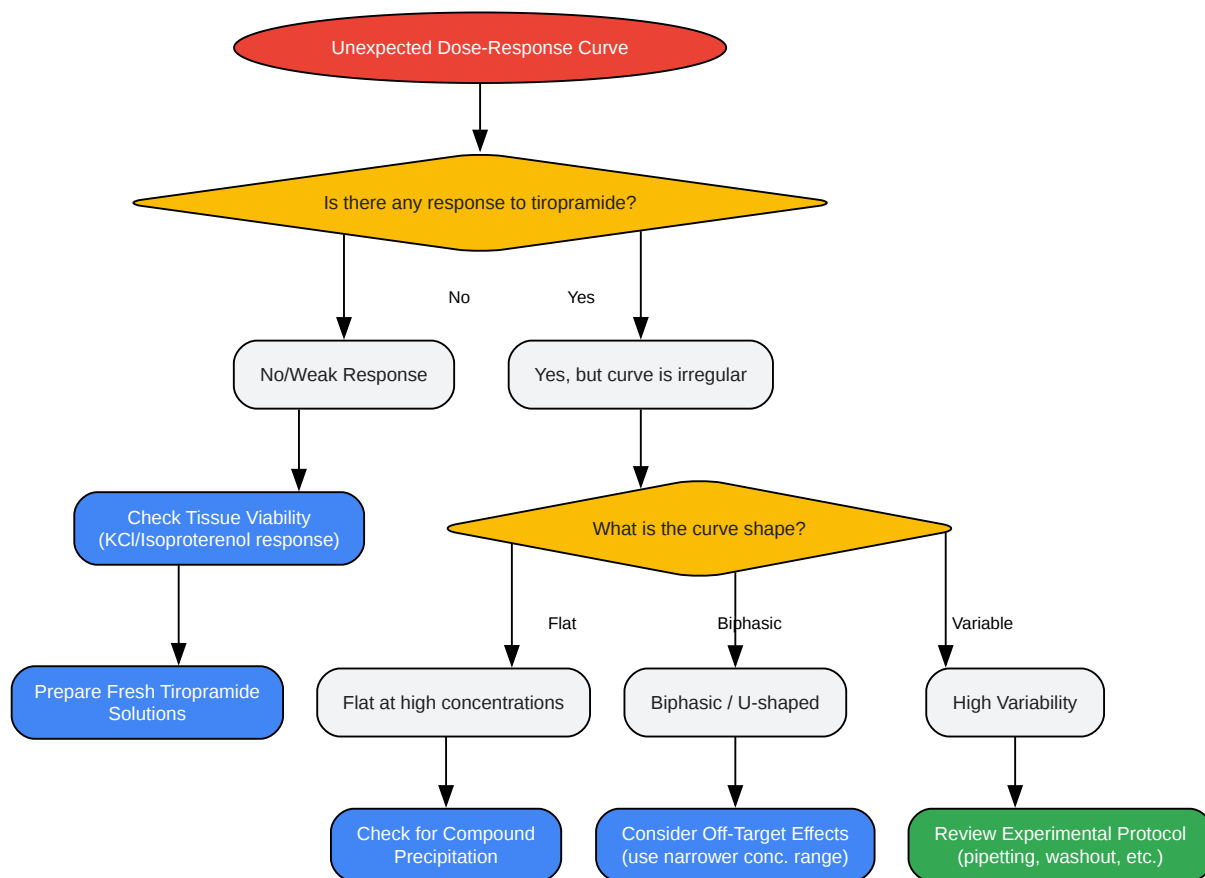 Unexpected Dose-Response Curve
Is there any response to tiropramide?
No
Yes
No/Weak Response
Yes, but curve is irregular
Check Tissue Viability
(KCl/Isoproterenol response)
What is the curve shape?
Flat
Biphasic
Variable
Prepare Fresh Tiropramide
Solutions
Flat at high concentrations
Biphasic / U-shaped
High Variability
Check for Compound
Precipitation
Consider Off-Target Effects
(use narrower conc. range)
Review Experimental Protocol
(pipetting, washout, etc.)